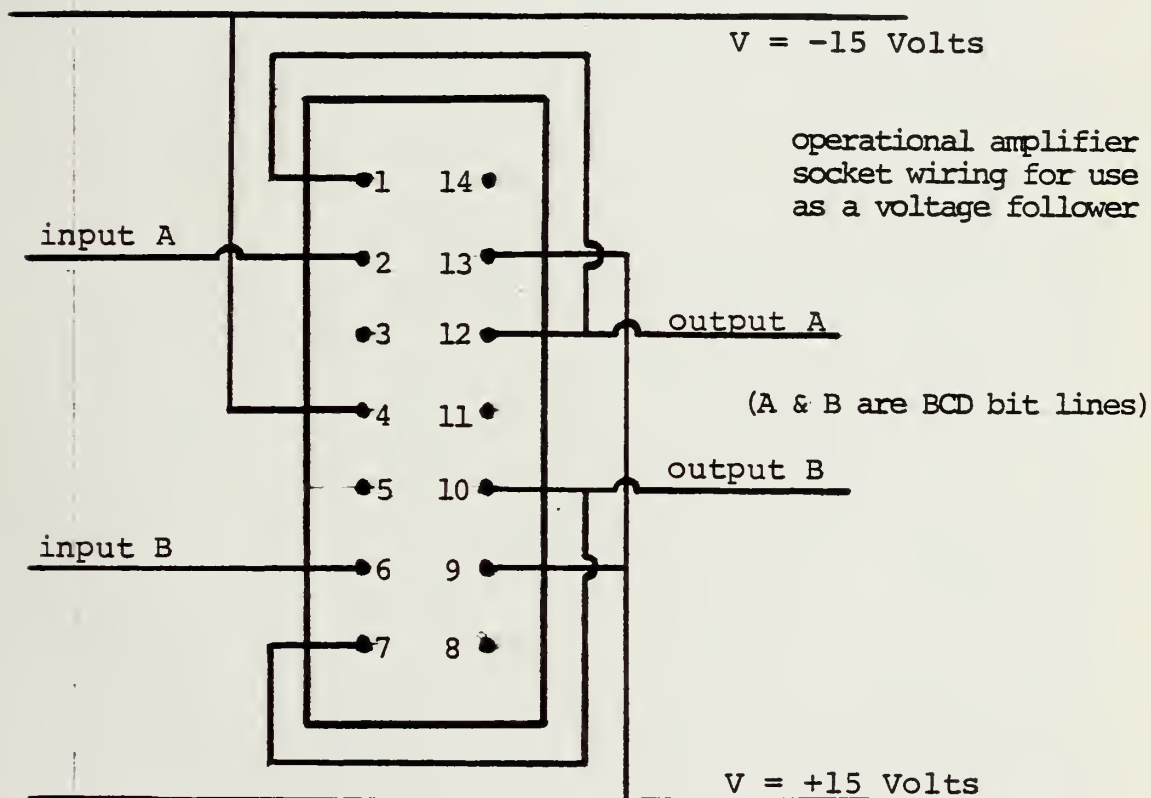 V = -15 Volts
operational amplifier
socket wiring for use
as a voltage follower
input A
1 14
2 13
3 12
output A
4 11
(A & B are BCD bit lines)
output B
5 10
input B
6 9
7 8
V = +15 Volts